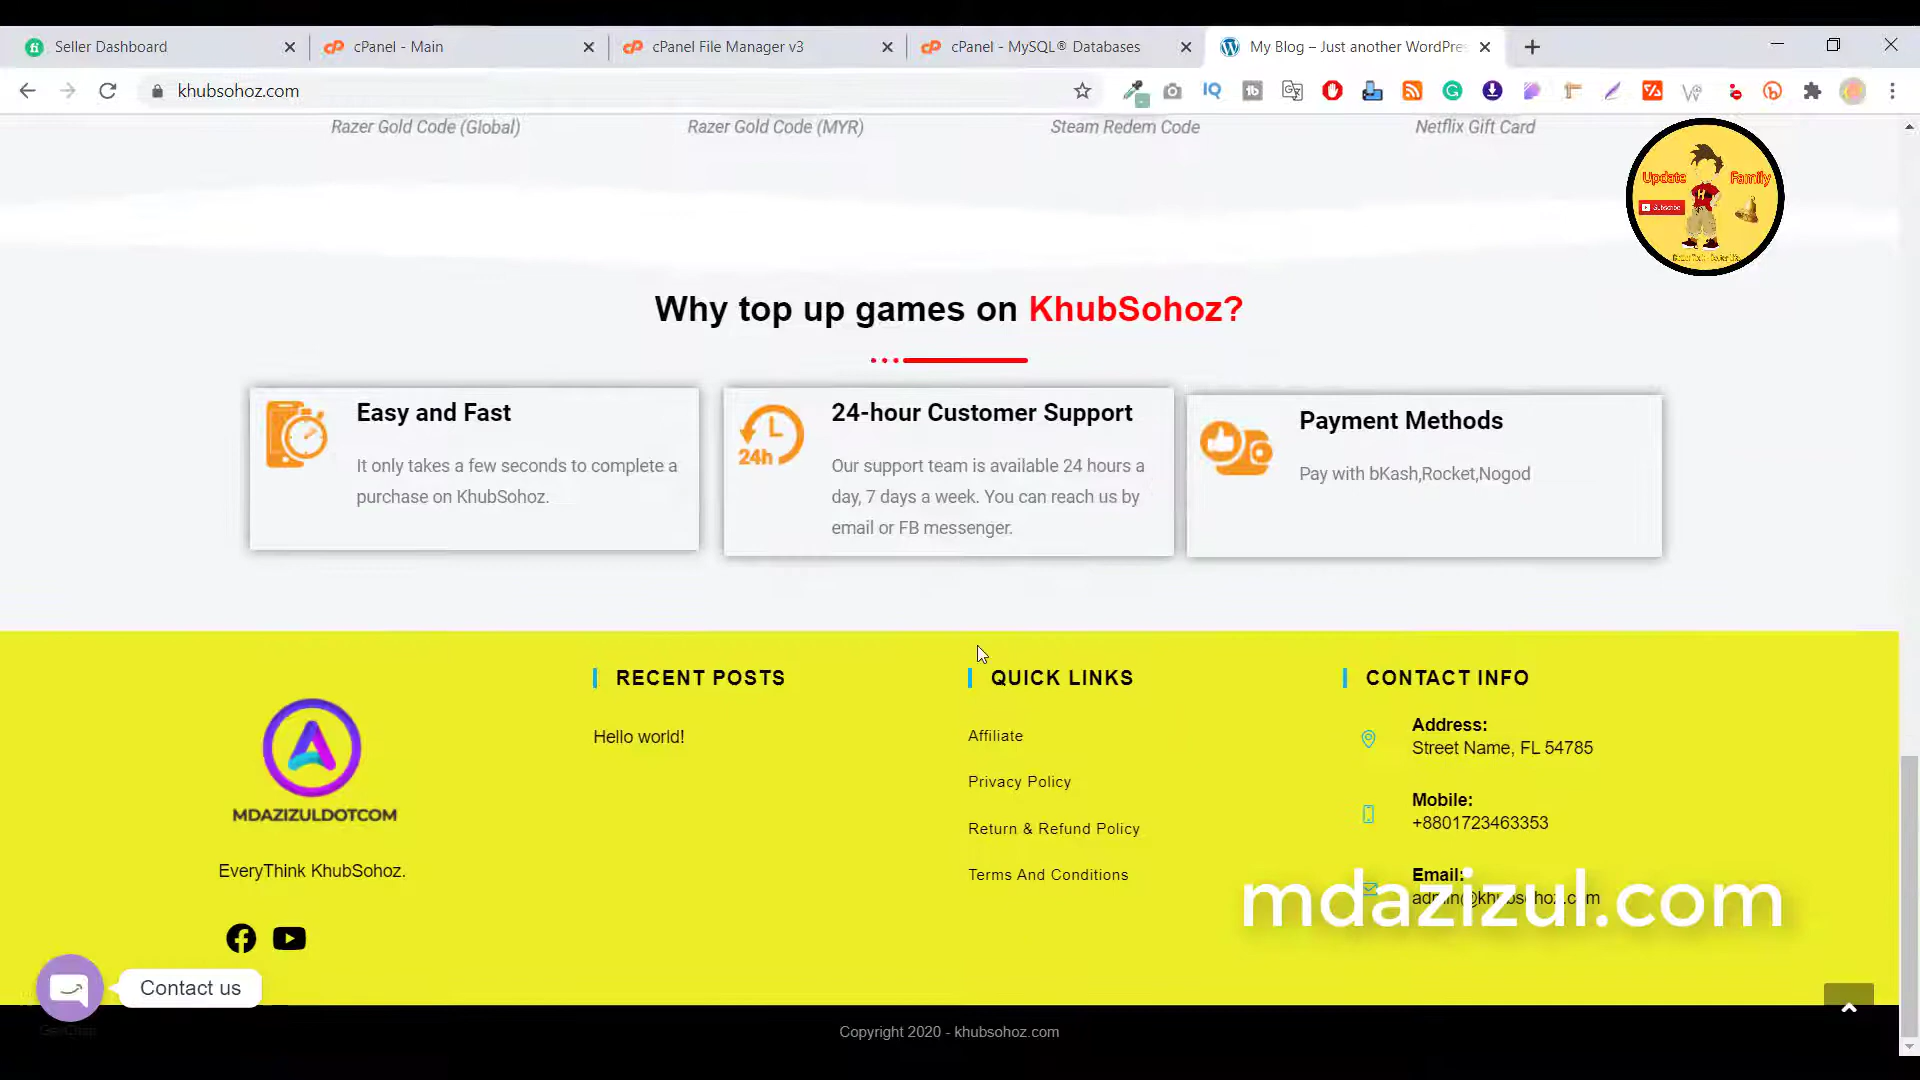 Seller Dashboard
cPanel - Main
cPanel File Manager v3
cPanel - MySQL® Databases
My Blog – Just another WordPre
khubsohoz.com
Razer Gold Code (Global)
Razer Gold Code (MYR)
Steam Redem Code
Netflix Gift Card
Update Family
Subscribe
Why top up games on KhubSohoz?
Easy and Fast
It only takes a few seconds to complete a
purchase on KhubSohoz.
24h
24-hour Customer Support
Our support team is available 24 hours a
day, 7 days a week. You can reach us by
email or FB messenger.
Payment Methods
Pay with bKash,Rocket,Nogod
MDAZIZULDOTCOM
EveryThink KhubSohoz.
RECENT POSTS
Hello world!
QUICK LINKS
Affiliate
Privacy Policy
Return & Refund Policy
Terms And Conditions
CONTACT INFO
Address:
Street Name, FL 54785
Mobile:
+8801723463353
Email:
admin@khubsohoz.com
mdazizul.com
Contact us
Copyright 2020 - khubsohoz.com